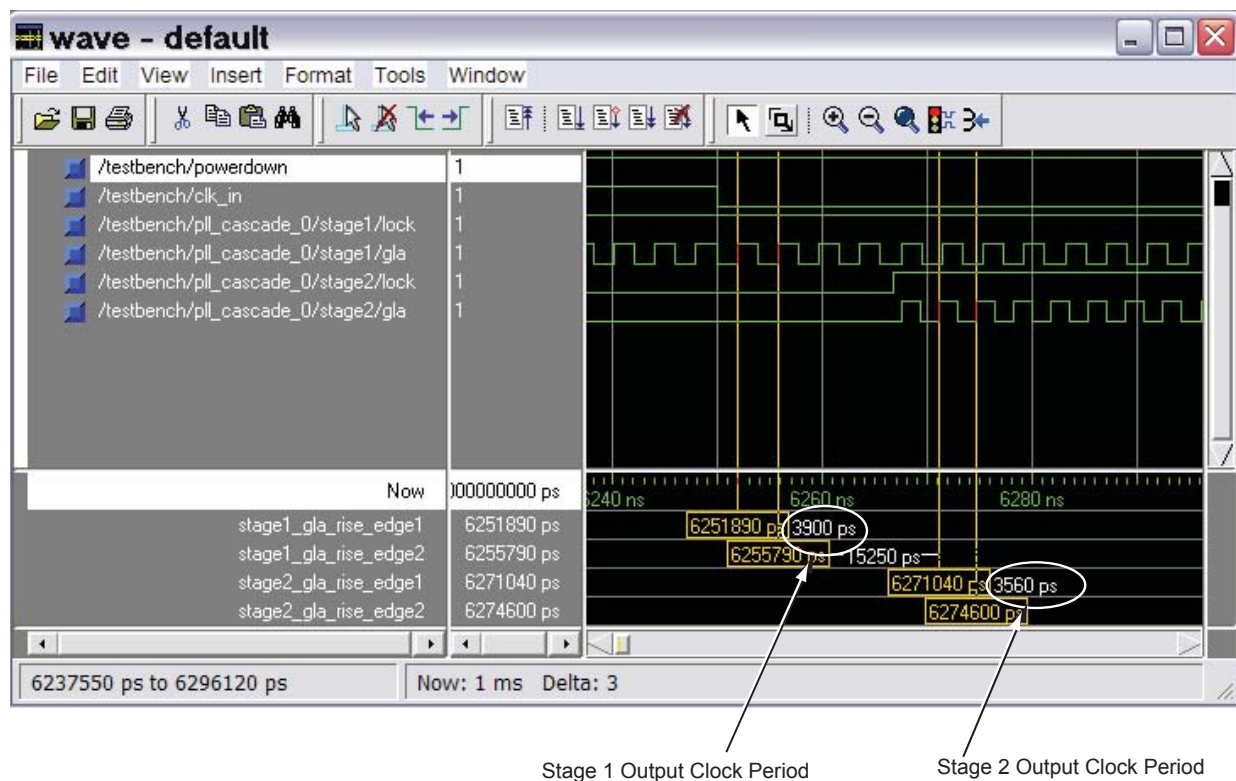 wave - default
File Edit View Insert Format Tools Window
/testbench/powerdown 1
/testbench/clk_in 1
/testbench/pll_cascade_0/stage1/lock 1
/testbench/pll_cascade_0/stage1/gla 1
/testbench/pll_cascade_0/stage2/lock 1
/testbench/pll_cascade_0/stage2/gla 1
Now 000000000 ps 6240 ns 6260 ns 6280 ns
stage1_gla_rise_edge1 6251890 ps 6251890 ps 3900 ps
stage1_gla_rise_edge2 6255790 ps 6255790 ps 15250 ps
stage2_gla_rise_edge1 6271040 ps 6271040 ps 3560 ps
stage2_gla_rise_edge2 6274600 ps 6274600 ps
6237550 ps to 6296120 ps Now: 1 ms Delta: 3
Stage 1 Output Clock Period Stage 2 Output Clock Period